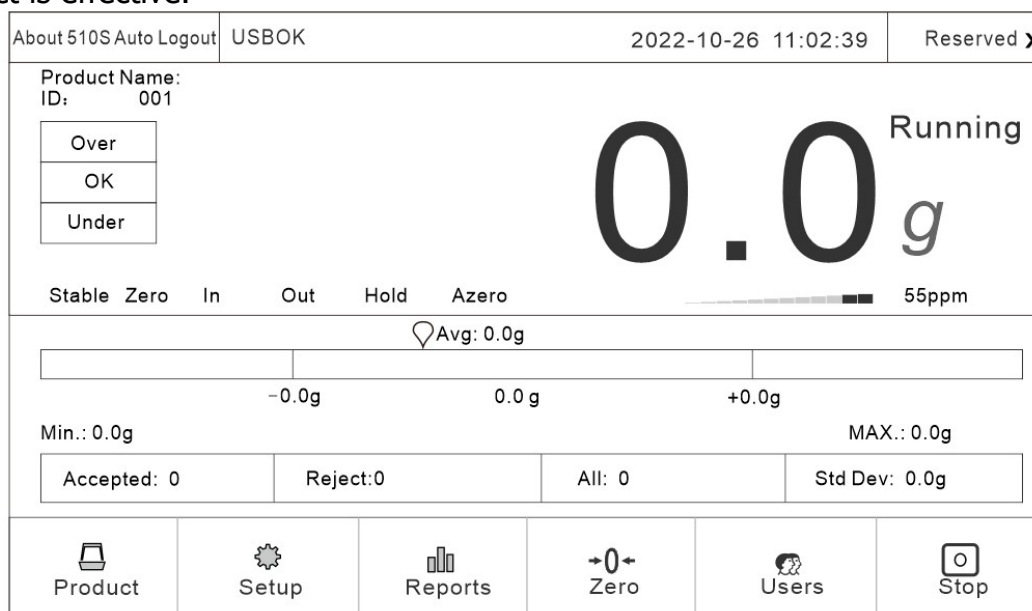 is effective.
About 510S Auto Logout USBOK 2022-10-26 11:02:39 Reserved
Product Name:
ID: 001
Over
OK
Under
0.0 g
Running
Stable Zero In Out Hold Azero 55ppm
Avg: 0.0g
-0.0g 0.0 g +0.0g
Min.: 0.0g MAX.: 0.0g
Accepted: 0 Reject:0 All: 0 Std Dev: 0.0g
Product Setup Reports →0← Zero Users Stop